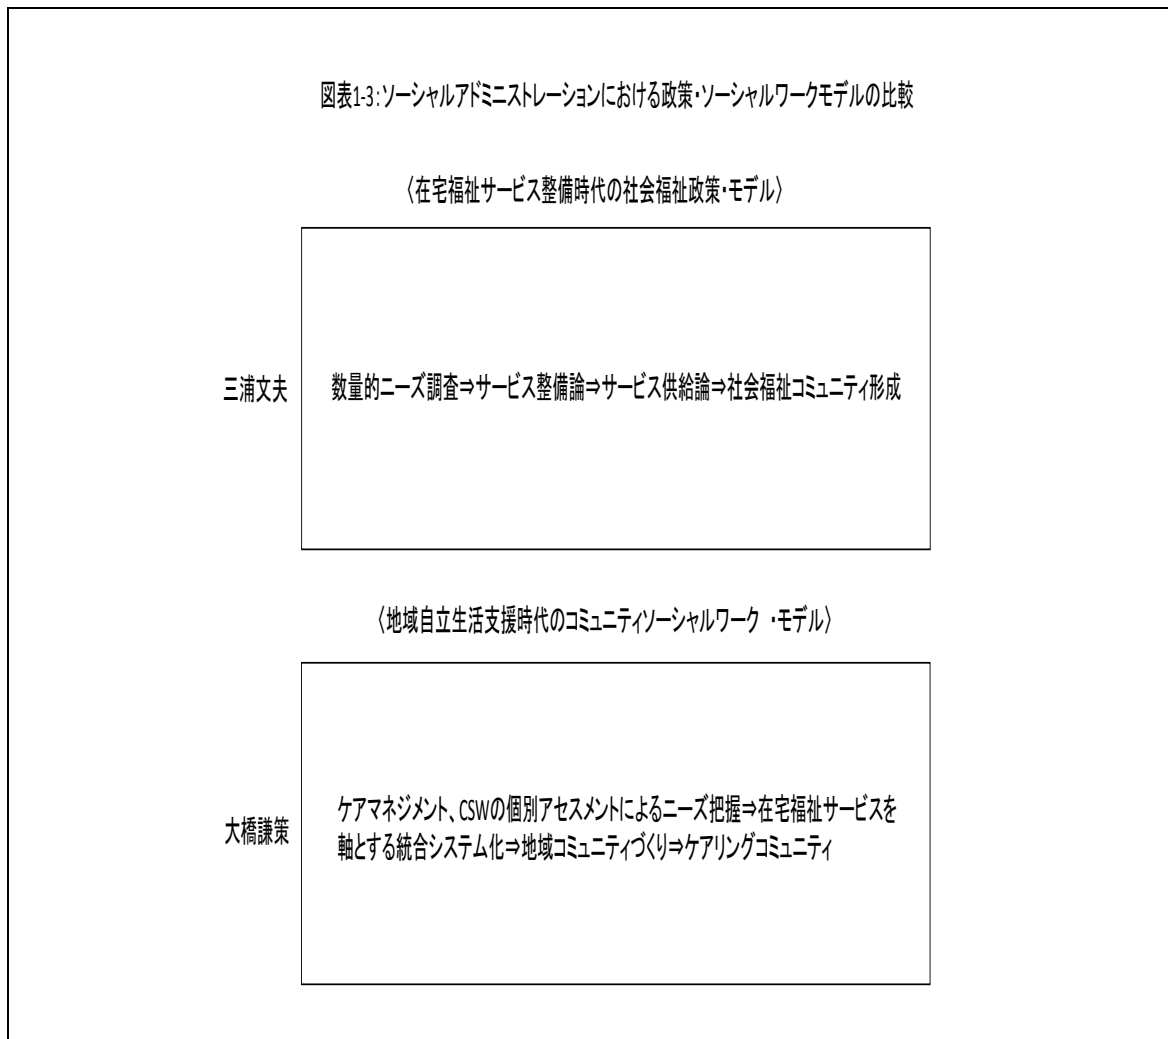 図表1-3:ソーシャルアドミニストレーションにおける政策・ソーシャルワークモデルの比較
〈在宅福祉サービス整備時代の社会福祉政策・モデル〉
三浦文夫
数量的ニーズ調査⇒サービス整備論⇒サービス供給論⇒社会福祉コミュニティ形成
〈地域自立生活支援時代のコミュニティソーシャルワーク ・モデル〉
大橋謙策
ケアマネジメント、CSWの個別アセスメントによるニーズ把握⇒在宅福祉サービスを
軸とする統合システム化⇒地域コミュニティづくり⇒ケアリングコミュニティ